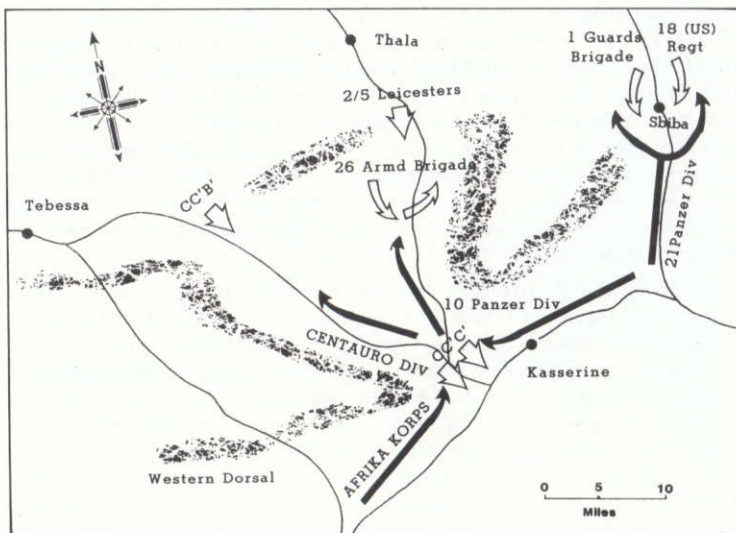 N
Thala
1 Guards
Brigade
18 (US)
Regt
2/5 Leicesters
Sbiba
26 Armd Brigade
CC'B'
Tebessa
21 Panzer Div
10 Panzer Div
CENTAURO DIV
CC'C'
Kasserine
AFRIKA KORPS
Western Dorsal
0 5 10
Miles